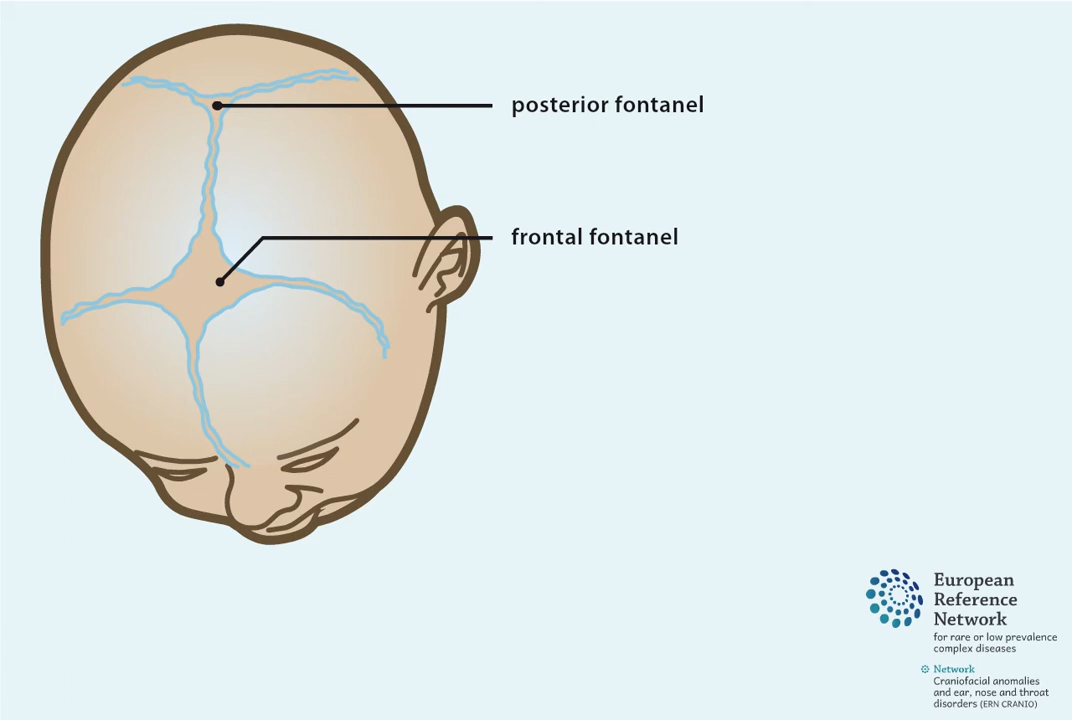 posterior fontanel
frontal fontanel
European
Reference
Network
for rare or low prevalence
complex diseases
Network
Craniofacial anomalies
and ear, nose and throat
disorders (ERN CRANIO)